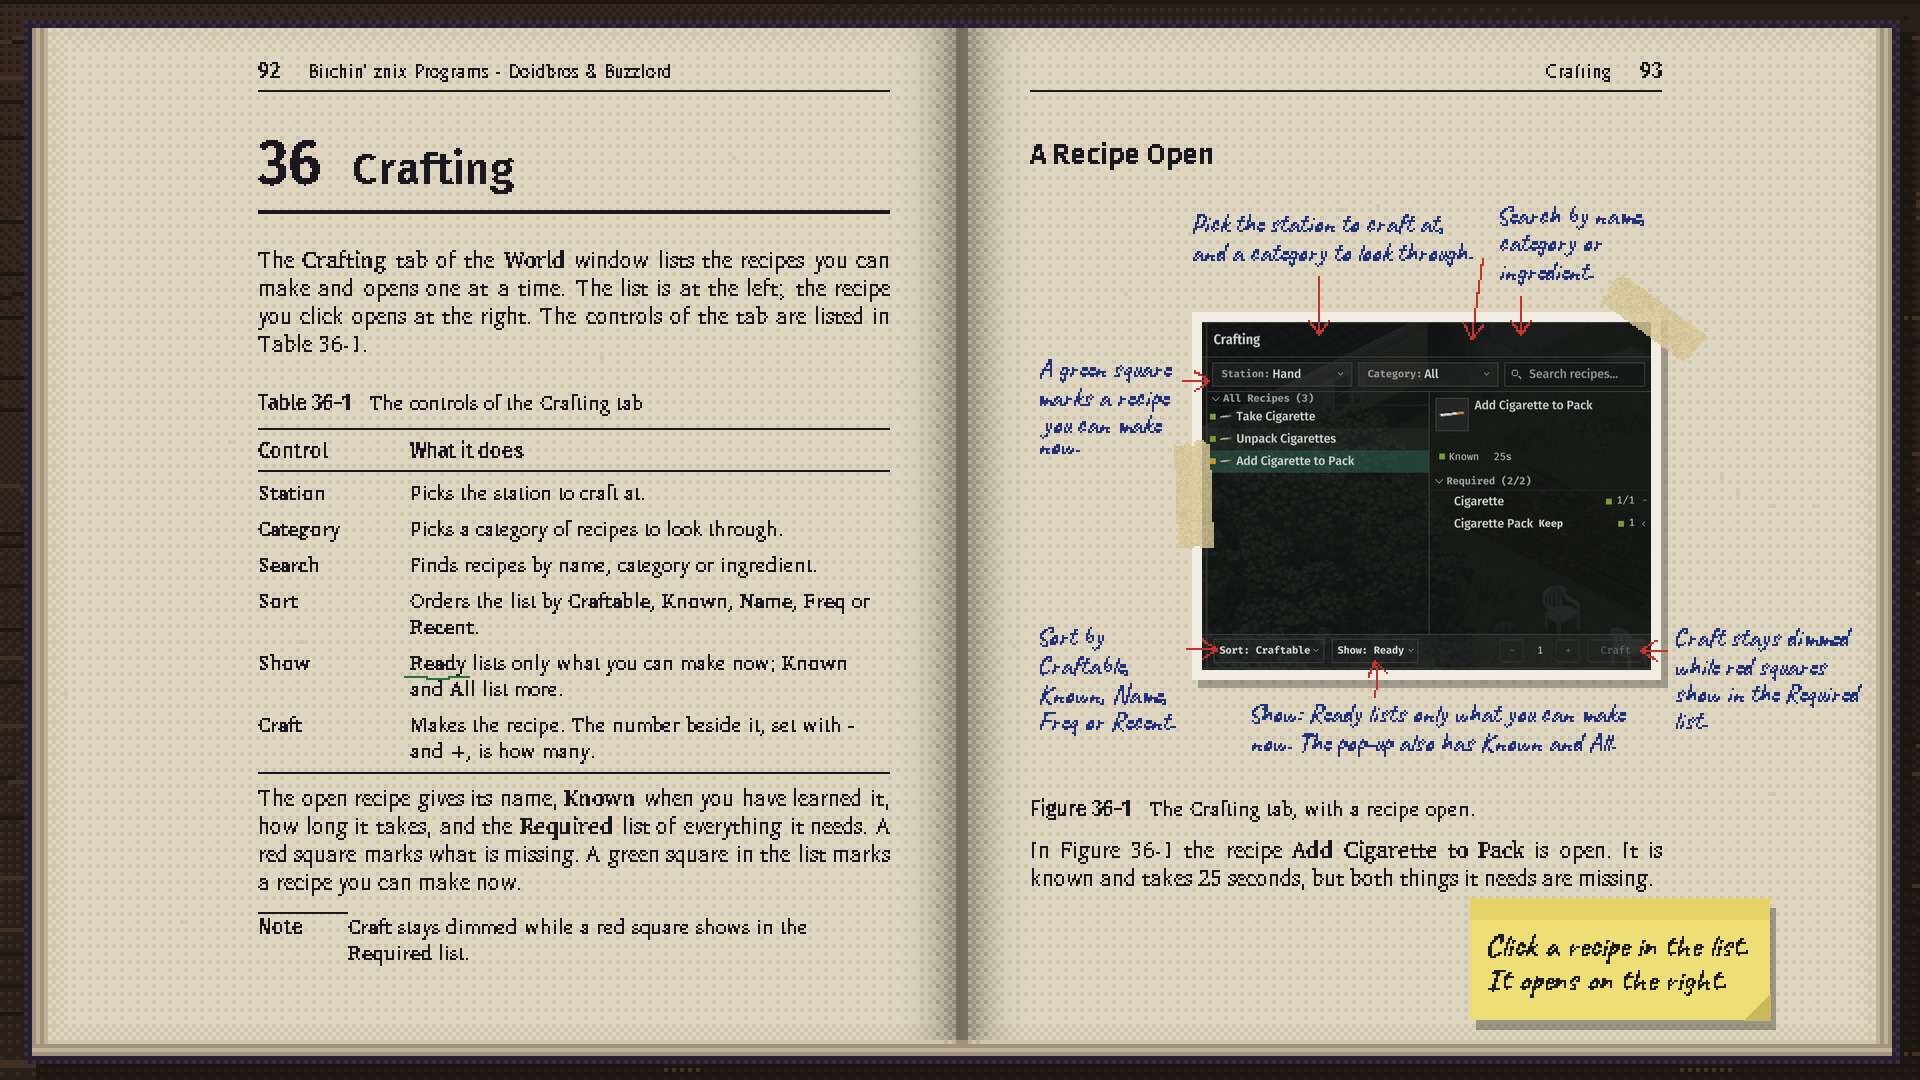 92 Birchin' znix Programs - Doidbros & Buzzlord
36 Crafting
The Crafting tab of the World window lists the recipes you can
make and opens one at a time. The list is at the left; the recipe
you click opens at the right. The controls of the tab are listed in
Table 36-1.
Table 36-1 The controls of the Crafting tab
Control What it does
Station Picks the station to craft at.
Category Picks a category of recipes to look through.
Search Finds recipes by name, category or ingredient.
Sort Orders the list by Craftable, Known, Name, Freq or
Recent.
Show Ready lists only what you can make now; Known
and All list more.
Craft Makes the recipe. The number beside it, set with -
and +, is how many.
The open recipe gives its name, Known when you have learned it,
how long it takes, and the Required list of everything it needs. A
red square marks what is missing. A green square in the list marks
a recipe you can make now.
Note Craft stays dimmed while a red square shows in the
Required list.
Crafting 93
A Recipe Open
Pick the station to craft at,
and a category to look through.
Search by name,
category or
ingredient.
A green square
marks a recipe
you can make
now.
Crafting
Station: Hand Category: All Search recipes...
All Recipes (3)
Take Cigarette
Unpack Cigarettes
Add Cigarette to Pack
Add Cigarette to Pack
Known 25s
Required (2/2)
Cigarette 1/1 -
Cigarette Pack Keep 1 <
Sort: Craftable Show: Ready - 1 + Craft
Sort by
Craftable,
Known, Name,
Freq or Recent.
Craft stays dimmed
while red squares
show in the Required
list.
Show: Ready lists only what you can make
now. The pop-up also has Known and All.
Figure 36-1 The Crafting tab, with a recipe open.
In Figure 36-1 the recipe Add Cigarette to Pack is open. It is
known and takes 25 seconds, but both things it needs are missing.
Click a recipe in the list.
It opens on the right.